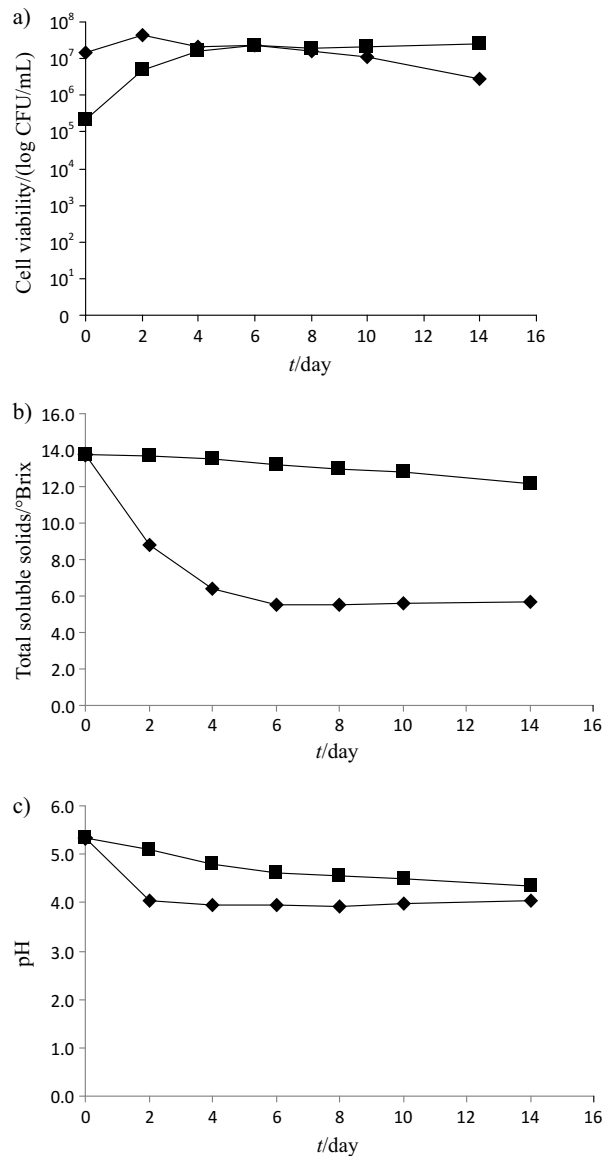 a)
10⁸
10⁷
10⁶
10⁵
10⁴
10³
10²
10¹
0
Cell viability/(log CFU/mL)
0 2 4 6 8 10 12 14 16
t/day
b)
16.0
14.0
12.0
10.0
8.0
6.0
4.0
2.0
0.0
Total soluble solids/°Brix
0 2 4 6 8 10 12 14 16
t/day
c)
6.0
5.0
4.0
3.0
2.0
1.0
0.0
pH
0 2 4 6 8 10 12 14 16
t/day